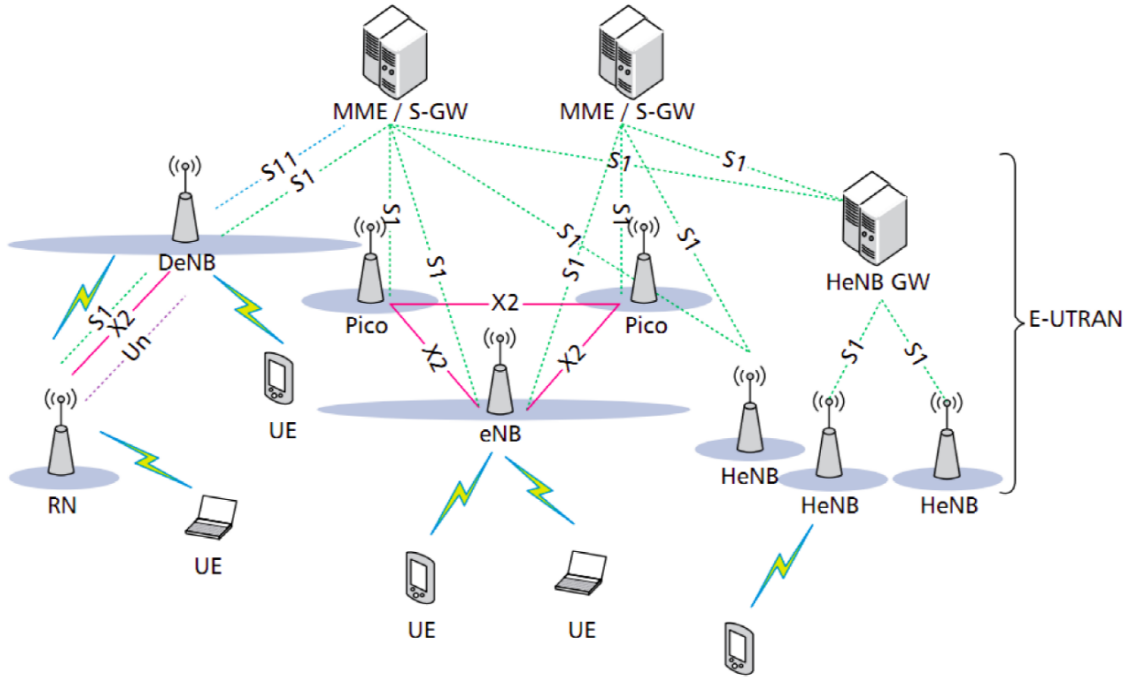 MME / S-GW
MME / S-GW
S11
S1
S1
S1
DeNB
S1
S1
S1
S1
S1
S1
HeNB GW
S1
X2
Un
Pico
X2
Pico
E-UTRAN
X2
X2
S1
S1
UE
eNB
HeNB
RN
HeNB
HeNB
UE
UE
UE